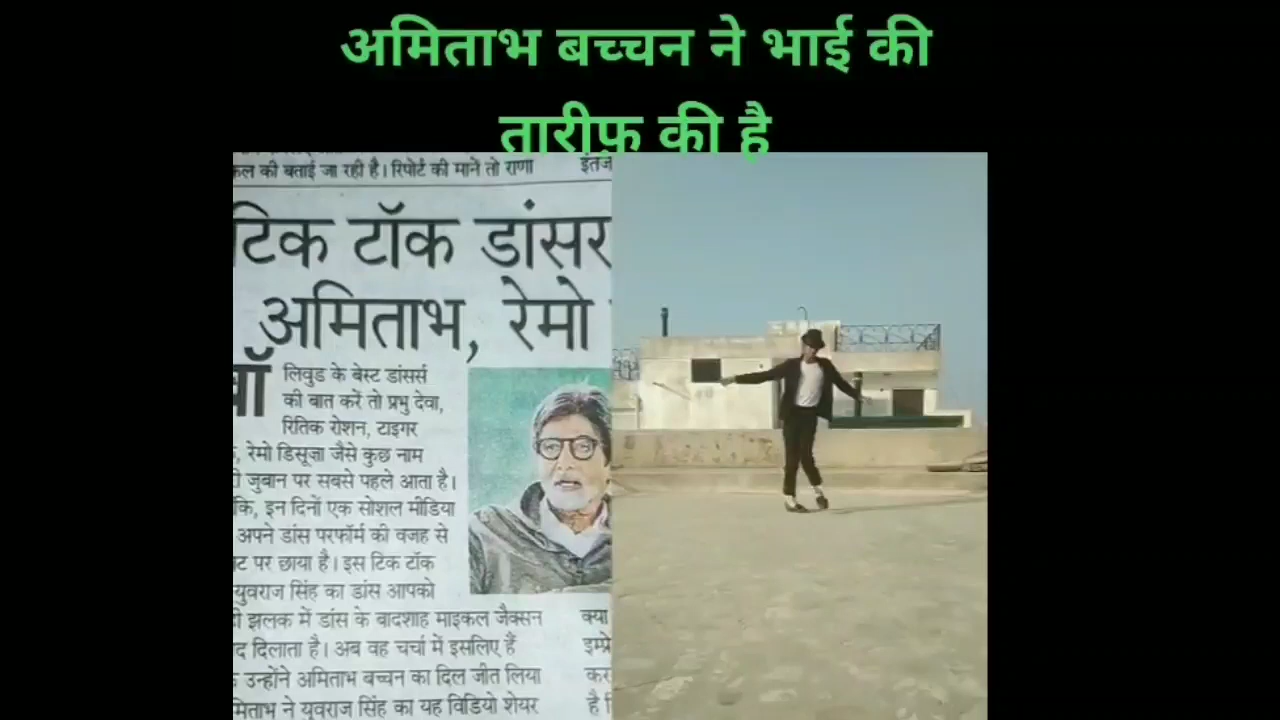 अमिताभ बच्चन ने भाई की
तारीफ़ की है
कल की बताई जा रही है। रिपोर्ट की मानें तो राणा
टिक टॉक डांसर
अमिताभ, रेमो
बॉ लिवुड के बेस्ट डांसर्स
की बात करें तो प्रभु देवा,
रितिक रोशन, टाइगर
रेमो डिसूजा जैसे कुछ नाम
जुबान पर सबसे पहले आता है।
कि, इन दिनों एक सोशल मीडिया
अपने डांस परफॉर्म की वजह से
पर छाया है। इस टिक टॉक
युवराज सिंह का डांस आपको
झलक में डांस के बादशाह माइकल जैक्सन
द दिलाता है। अब वह चर्चा में इसलिए हैं
उन्होंने अमिताभ बच्चन का दिल जीत लिया
मिताभ ने युवराज सिंह का यह विडियो शेयर
क्या
इम्प्रे
कर
है